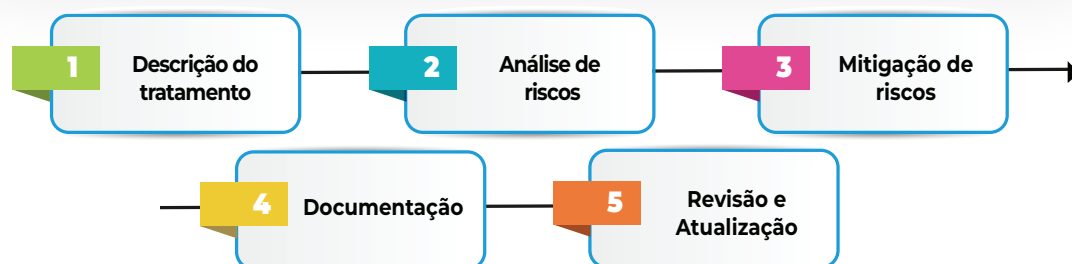 1
Descrição do
tratamento
2
Análise de
riscos
3
Mitigação de
riscos
4
Documentação
5
Revisão e
Atualização